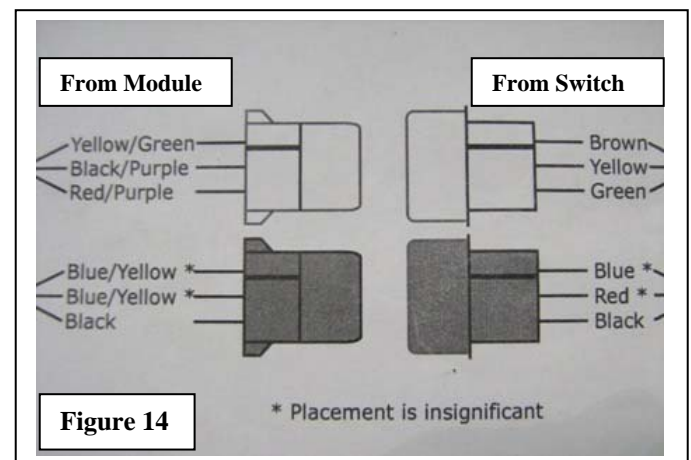 From Module
From Switch
Yellow/Green
Black/Purple
Red/Purple
Brown
Yellow
Green
Blue/Yellow *
Blue/Yellow *
Black
Blue *
Red *
Black
* Placement is insignificant
Figure 14